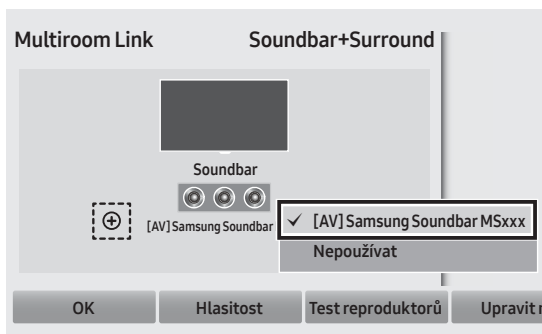 Multiroom Link
Soundbar+Surround
Soundbar
[AV] Samsung Soundbar
[AV] Samsung Soundbar MSxxx
Nepoužívat
OK
Hlasitost
Test reproduktorů
Upravit